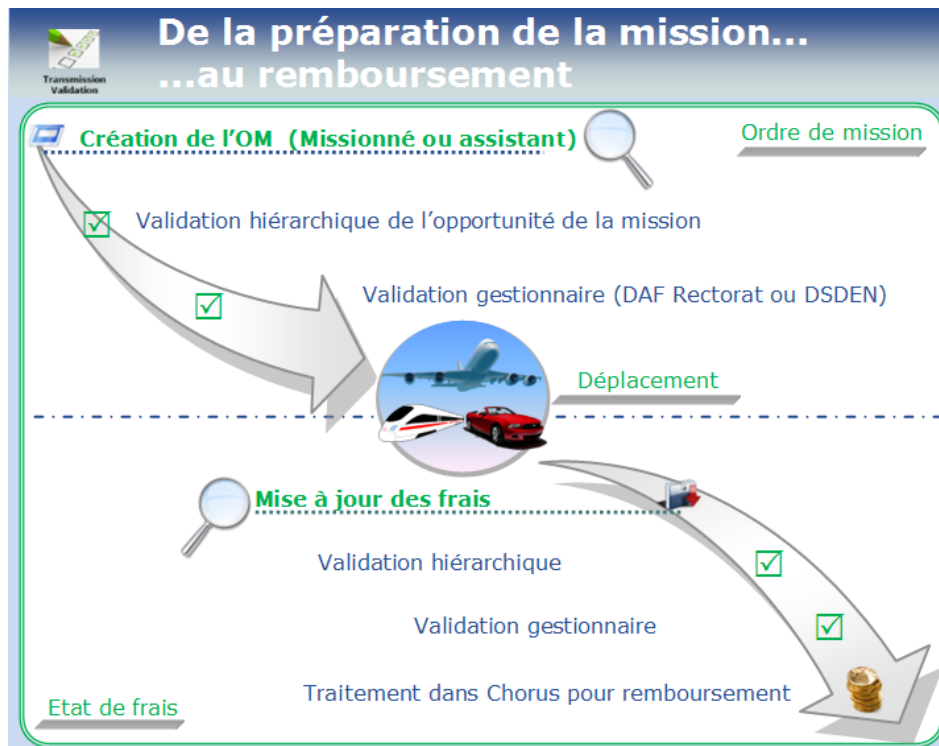 De la préparation de la mission...
...au remboursement
Transmission
Validation
Création de l'OM (Missionné ou assistant)
Ordre de mission
Validation hiérarchique de l'opportunité de la mission
Validation gestionnaire (DAF Rectorat ou DSDEN)
Déplacement
Mise à jour des frais
Validation hiérarchique
Validation gestionnaire
Traitement dans Chorus pour remboursement
Etat de frais